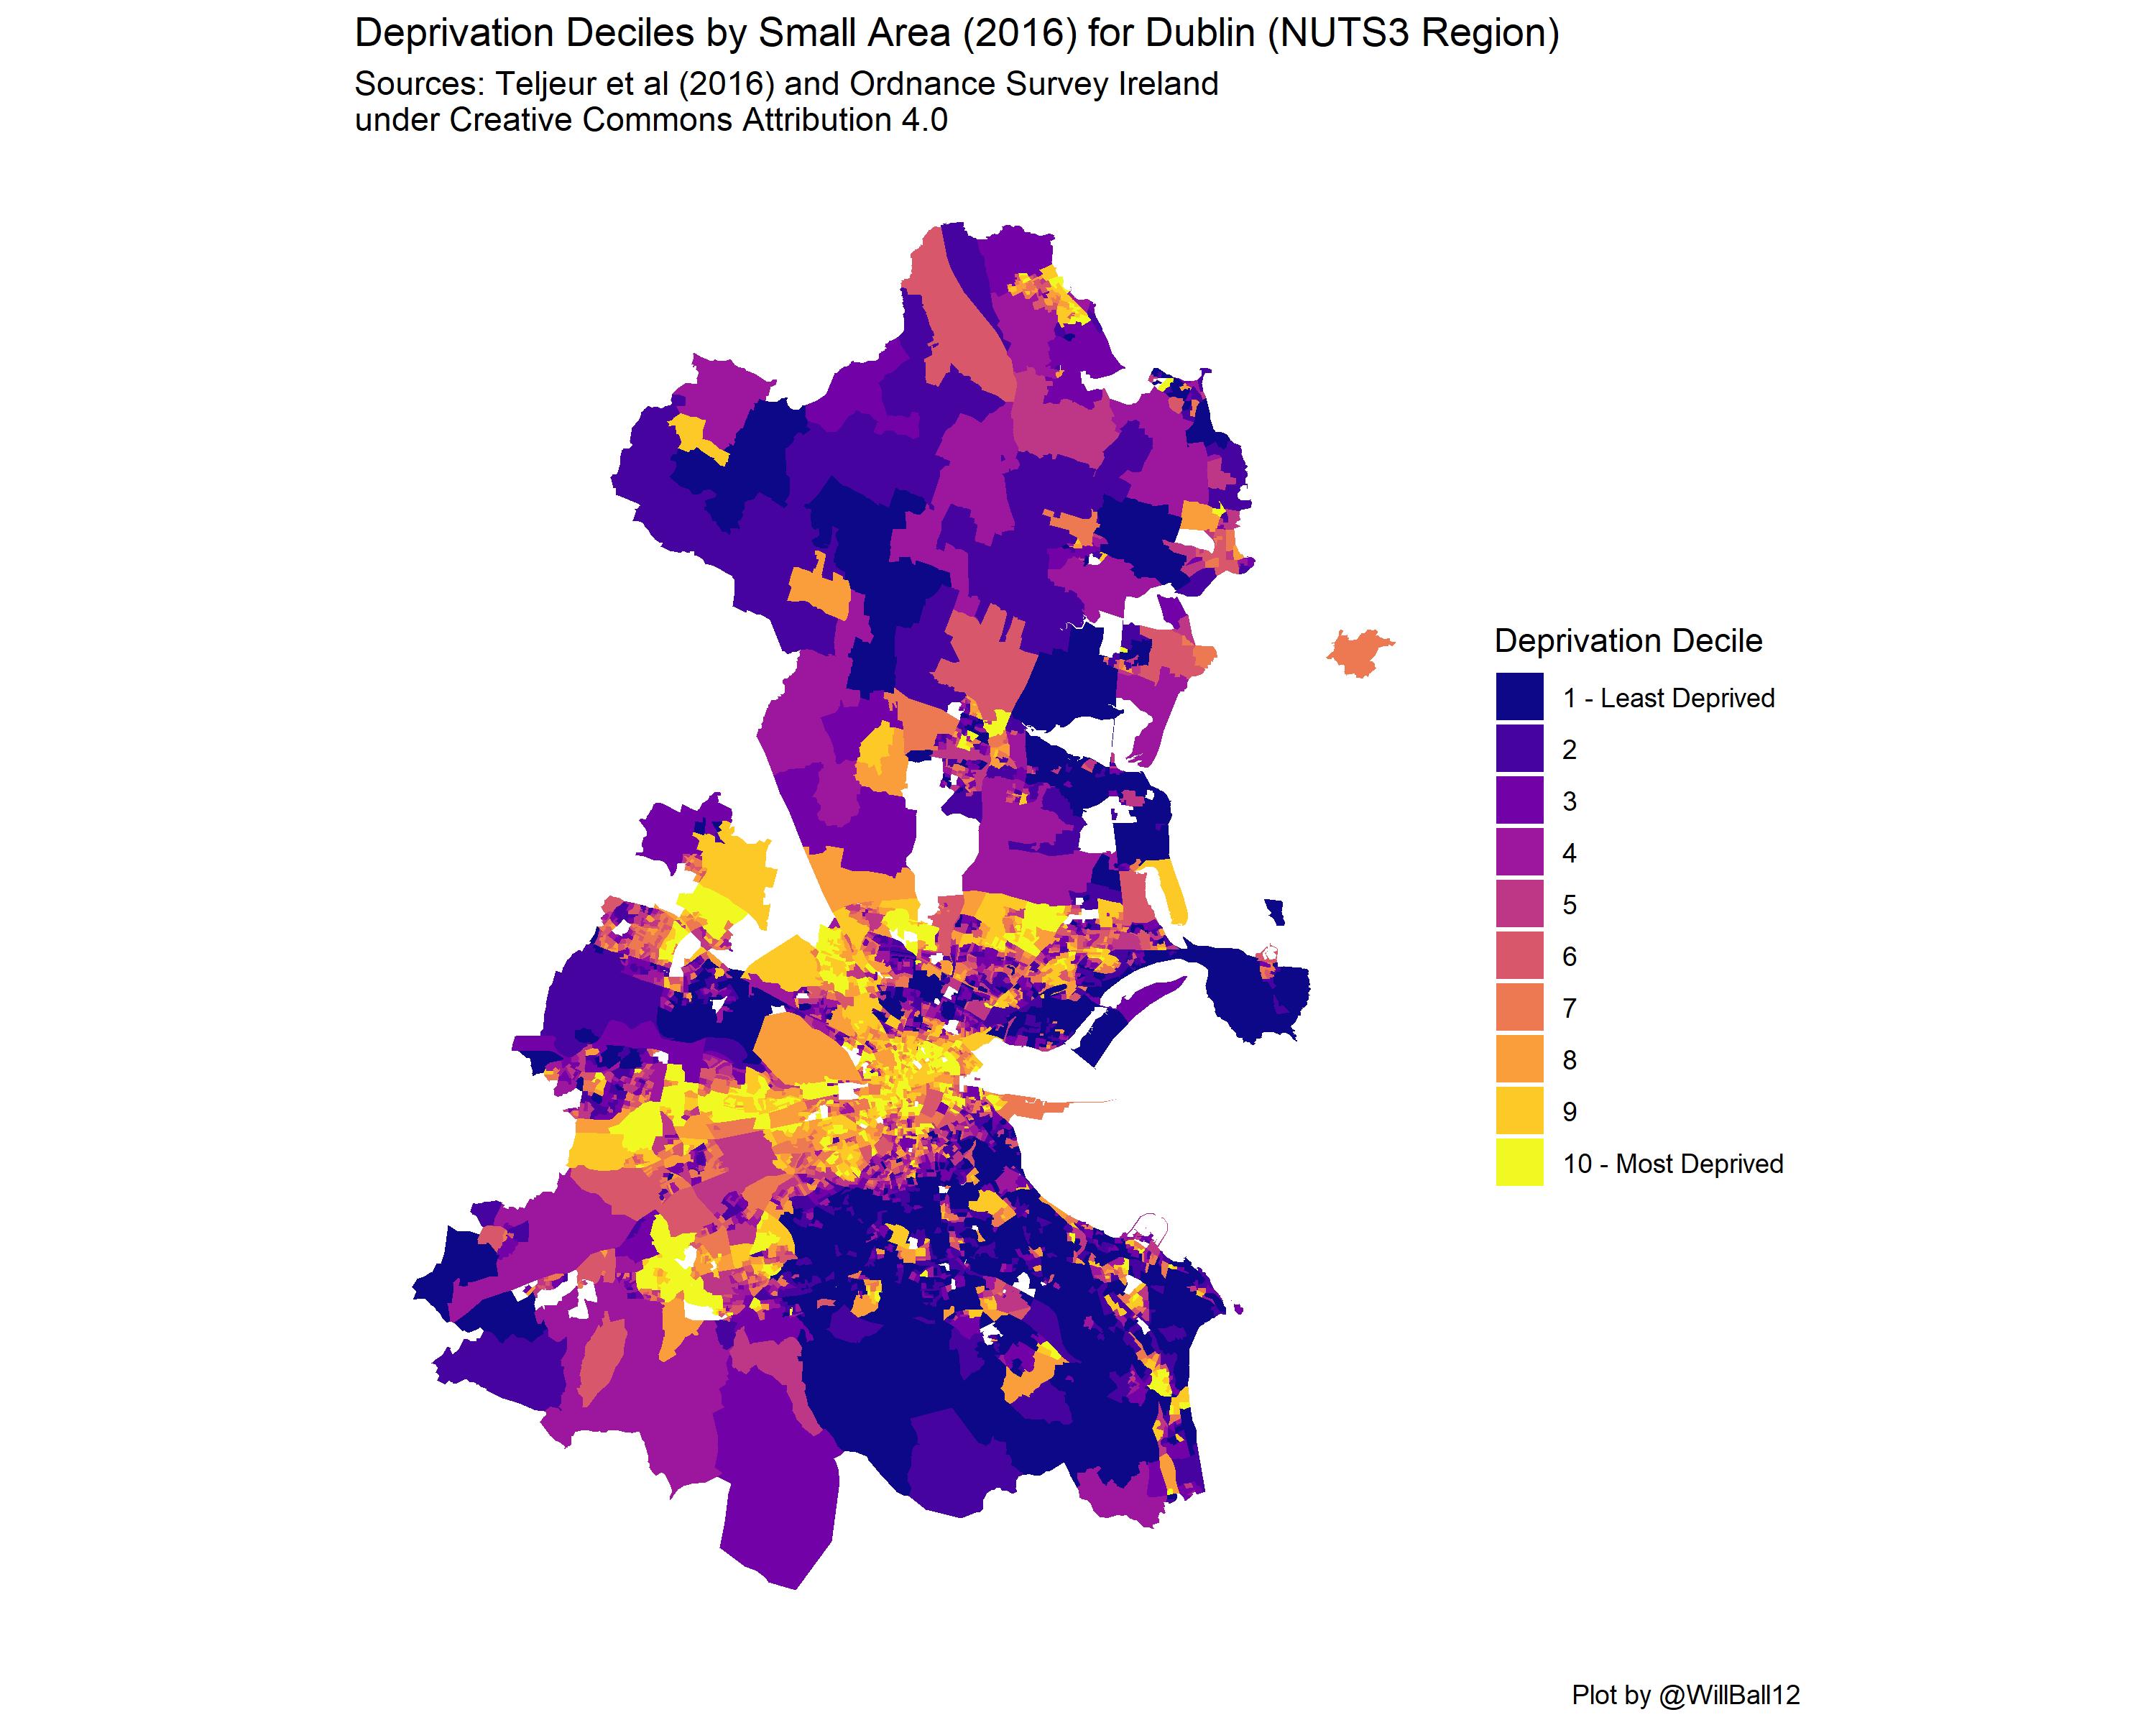 Deprivation Deciles by Small Area (2016) for Dublin (NUTS3 Region)
Sources: Teljeur et al (2016) and Ordnance Survey Ireland
under Creative Commons Attribution 4.0
Deprivation Decile
1 - Least Deprived
2
3
4
5
6
7
8
9
10 - Most Deprived
Plot by @WillBall12